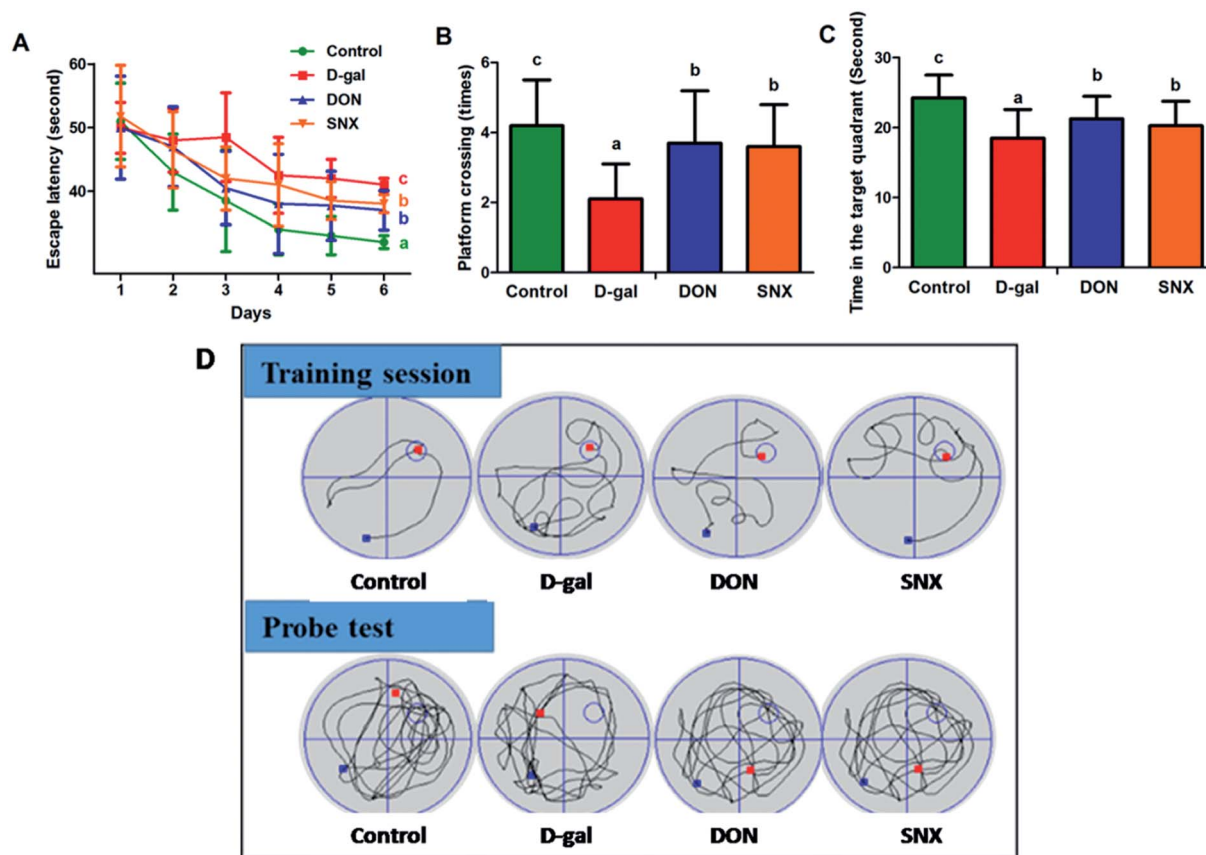 A
Control
D-gal
DON
SNX
Escape latency (second)
60
50
40
c
b
b
a
1 2 3 4 5 6
Days
B
Platform crossing (times)
6
4
2
0
c
a
b
b
Control D-gal DON SNX
C
Time in the target quadrant (Second)
30
20
10
0
c
a
b
b
Control D-gal DON SNX
D
Training session
Control D-gal DON SNX
Probe test
Control D-gal DON SNX